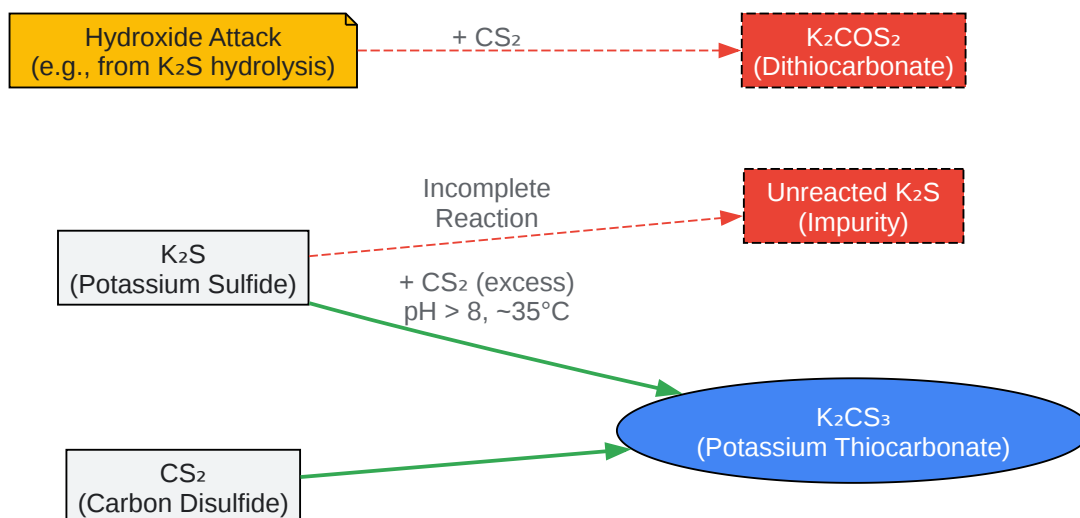 Hydroxide Attack
(e.g., from K₂S hydrolysis)
+ CS₂
K₂COS₂
(Dithiocarbonate)
Incomplete
Reaction
Unreacted K₂S
(Impurity)
K₂S
(Potassium Sulfide)
+ CS₂ (excess)
pH > 8, ~35°C
K₂CS₃
(Potassium Thiocarbonate)
CS₂
(Carbon Disulfide)